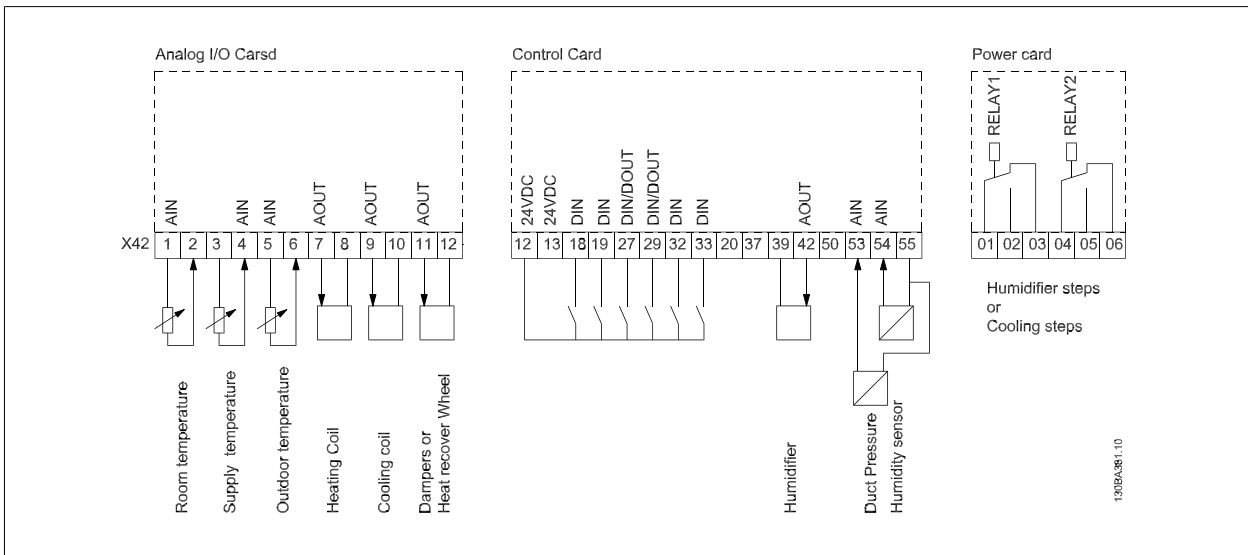 Analog I/O Carsd
Control Card
Power card
AIN
AIN
AIN
AOUT
AOUT
AOUT
24VDC
24VDC
DIN
DIN
DIN/DOUT
DIN/DOUT
DIN
DIN
AOUT
AIN
AIN
RELAY1
RELAY2
X42 1 2 3 4 5 6 7 8 9 10 11 12
12 13 18 19 27 29 32 33 20 37 39 42 50 53 54 55
01 02 03 04 05 06
Humidifier steps
or
Cooling steps
Room temperature
Supply temperature
Outdoor temperature
Heating Coil
Cooling coil
Dampers or
Heat recover Wheel
Humidifier
Duct Pressure
Humidity sensor
130BA381.10